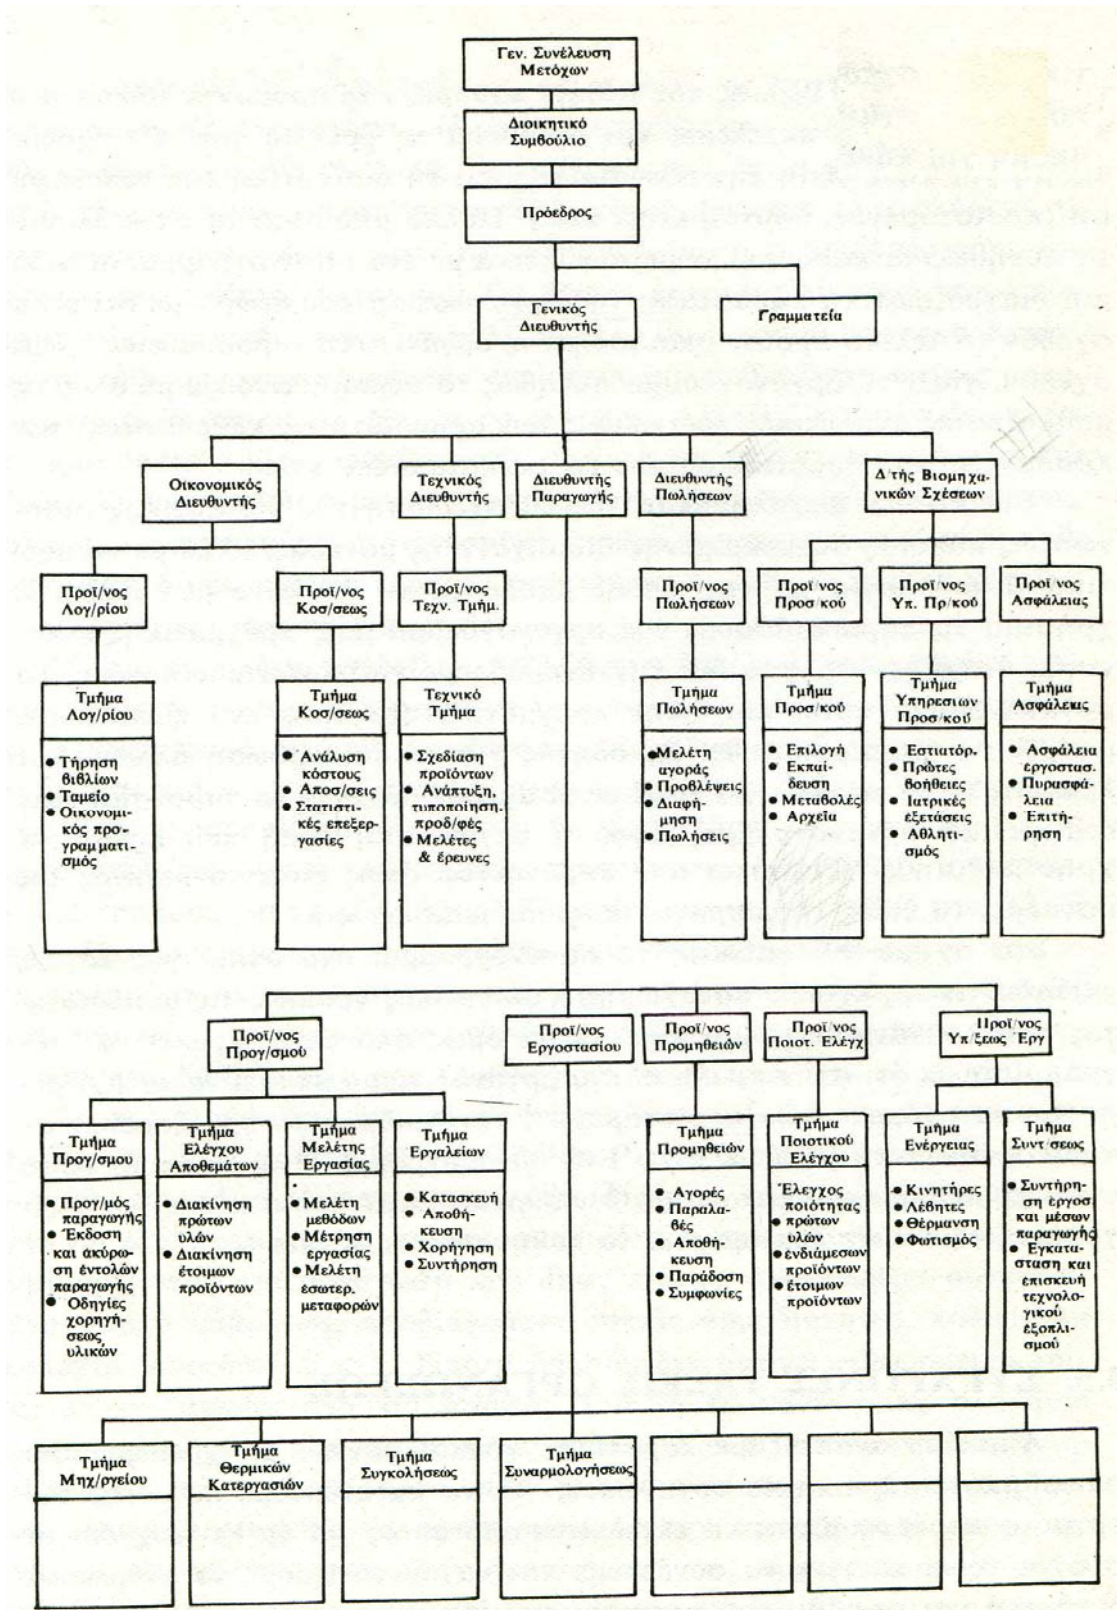 Γεν. Συνέλευση
Μετόχων
Διοικητικό
Συμβούλιο
Πρόεδρος
Γενικός
Διευθυντής
Γραμματεία
Οικονομικός
Διευθυντής
Τεχνικός
Διευθυντής
Διευθυντής
Παραγωγής
Διευθυντής
Πωλήσεων
Δ'τής Βιομηχα-
νικών Σχέσεων
Προϊ/νος
Λογ/ρίου
Προϊ/νος
Κοσ/σεως
Προϊ/νος
Τεχν. Τμήμ.
Προϊ/νος
Πωλήσεων
Προϊ/νος
Προσ/κού
Προϊ/νος
Υπ. Πρ/κού
Προϊ/νος
Ασφάλειας
Τμήμα
Λογ/ρίου
● Τήρηση
βιβλίων
● Ταμείο
● Οικονομι-
κός προ-
γραμματι-
σμός
Τμήμα
Κοσ/σεως
● Ανάλυση
κόστους
● Αποσ/σεις
● Στατιστι-
κές επεξερ-
γασίες
Τεχνικό
Τμήμα
● Σχεδίαση
προϊόντων
● Ανάπτυξη,
τυποποίηση,
προδ/φές
● Μελέτες
& έρευνες
Τμήμα
Πωλήσεων
● Μελέτη
αγοράς
● Προβλέψεις
● Διαφή-
μηση
● Πωλήσεις
Τμήμα
Προσ/κού
● Επιλογή
● Εκπαί-
δευση
● Μεταβολές
● Αρχεία
Τμήμα
Υπηρεσιων
Προσ/κού
● Εστιατόρ.
● Πρώτες
βοήθειες
● Ιατρικές
εξετάσεις
● Αθλητι-
σμός
Τμήμα
Ασφάλειας
● Ασφάλεια
εργοστασ.
● Πυρασφά-
λεια
● Επιτή-
ρηση
Προϊ/νος
Προγ/σμού
Προϊ/νος
Εργοστασίου
Προϊ/νος
Προμηθειών
Προϊ/νος
Ποιοτ. Ελέγχ
Προϊ/νος
Υπ/ξεως Έργ
Τμήμα
Προγ/σμου
● Προγ/μός
παραγωγής
● Έκδοση
και ακύρω-
ση εντολών
παραγωγής
● Οδηγίες
χορηγή-
σεως
υλικών
Τμήμα
Ελέγχου
Αποθεμάτων
● Διακίνηση
πρώτων
υλών
● Διακίνηση
έτοιμων
προϊόντων
Τμήμα
Μελέτης
Εργασίας
● Μελέτη
μεθόδων
● Μέτρηση
εργασίας
● Μελέτη
έσωτερ.
μεταφορών
Τμήμα
Εργαλείων
● Κατασκευή
● Αποθή-
κευση
● Χορήγηση
● Συντήρηση
Τμήμα
Προμηθειών
● Αγορές
● Παραλα-
βές
● Αποθή-
κευση
● Παράδοση
● Συμφωνίες
Τμήμα
Ποιοτικού
Ελέγχου
Έλεγχος
ποιότητας
● πρώτων
υλών
● ένδιάμεσων
προϊόντων
● έτοιμων
προϊόντων
Τμήμα
Ενέργειας
● Κινητήρες
● Λέβητες
● Θέρμανση
● Φωτισμός
Τμήμα
Συντ/σεως
● Συντήρη-
ση έργοσ.
και μέσων
παραγωγής
● Εγκατα-
σταση και
έπισκευή
τεχνολο-
γικού
έξοπλι-
σμού
Τμήμα
Μηχ/ργείου
Τμήμα
Θερμικών
Κατεργασιών
Τμήμα
Συγκολήσεως
Τμήμα
Συναρμολογήσεως